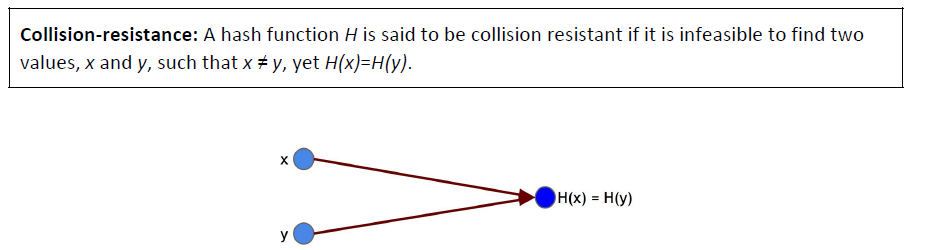 Collision-resistance: A hash function H is said to be collision resistant if it is infeasible to find two
values, x and y, such that x ≠ y, yet H(x)=H(y).
x
H(x) = H(y)
y